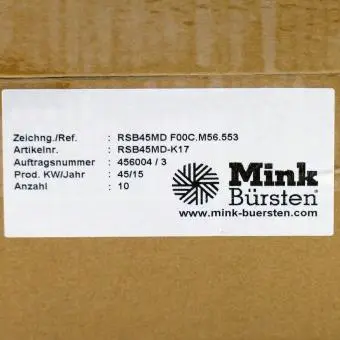 Zeichng./Ref. : RSB45MD F00C.M56.553
Artikelnr. : RSB45MD-K17
Auftragsnummer : 456004 / 3
Prod. KW/Jahr : 45/15
Anzahl : 10
Mink®
Bürsten
www.mink-buersten.com